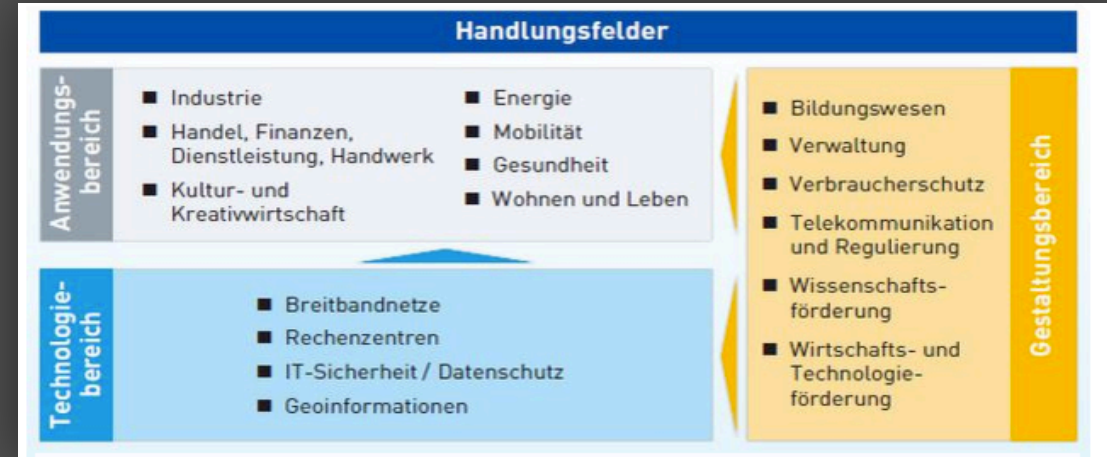 Handlungsfelder
Anwendungs-
bereich
■ Industrie
■ Handel, Finanzen,
Dienstleistung, Handwerk
■ Kultur- und
Kreativwirtschaft
■ Energie
■ Mobilität
■ Gesundheit
■ Wohnen und Leben
Technologie-
bereich
■ Breitbandnetze
■ Rechenzentren
■ IT-Sicherheit / Datenschutz
■ Geoinformationen
■ Bildungswesen
■ Verwaltung
■ Verbraucherschutz
■ Telekommunikation
und Regulierung
■ Wissenschafts-
förderung
■ Wirtschafts- und
Technologie-
förderung
Gestaltungsbereich